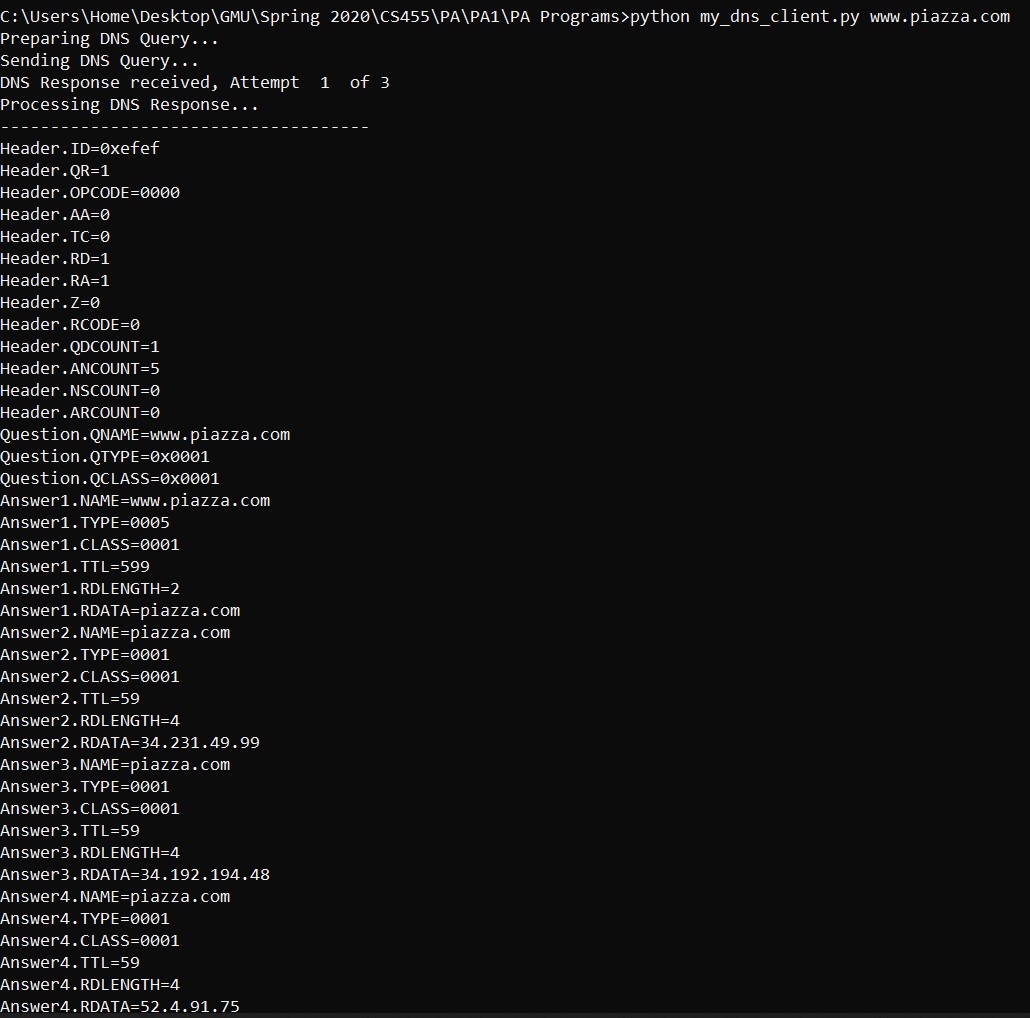 C:\Users\Home\Desktop\GMU\Spring 2020\CS455\PA\PA1\PA Programs>python my_dns_client.py www.piazza.com
Preparing DNS Query...
Sending DNS Query...
DNS Response received, Attempt  1  of 3
Processing DNS Response...
-------------------------------------
Header.ID=0xefef
Header.QR=1
Header.OPCODE=0000
Header.AA=0
Header.TC=0
Header.RD=1
Header.RA=1
Header.Z=0
Header.RCODE=0
Header.QDCOUNT=1
Header.ANCOUNT=5
Header.NSCOUNT=0
Header.ARCOUNT=0
Question.QNAME=www.piazza.com
Question.QTYPE=0x0001
Question.QCLASS=0x0001
Answer1.NAME=www.piazza.com
Answer1.TYPE=0005
Answer1.CLASS=0001
Answer1.TTL=599
Answer1.RDLENGTH=2
Answer1.RDATA=piazza.com
Answer2.NAME=piazza.com
Answer2.TYPE=0001
Answer2.CLASS=0001
Answer2.TTL=59
Answer2.RDLENGTH=4
Answer2.RDATA=34.231.49.99
Answer3.NAME=piazza.com
Answer3.TYPE=0001
Answer3.CLASS=0001
Answer3.TTL=59
Answer3.RDLENGTH=4
Answer3.RDATA=34.192.194.48
Answer4.NAME=piazza.com
Answer4.TYPE=0001
Answer4.CLASS=0001
Answer4.TTL=59
Answer4.RDLENGTH=4
Answer4.RDATA=52.4.91.75